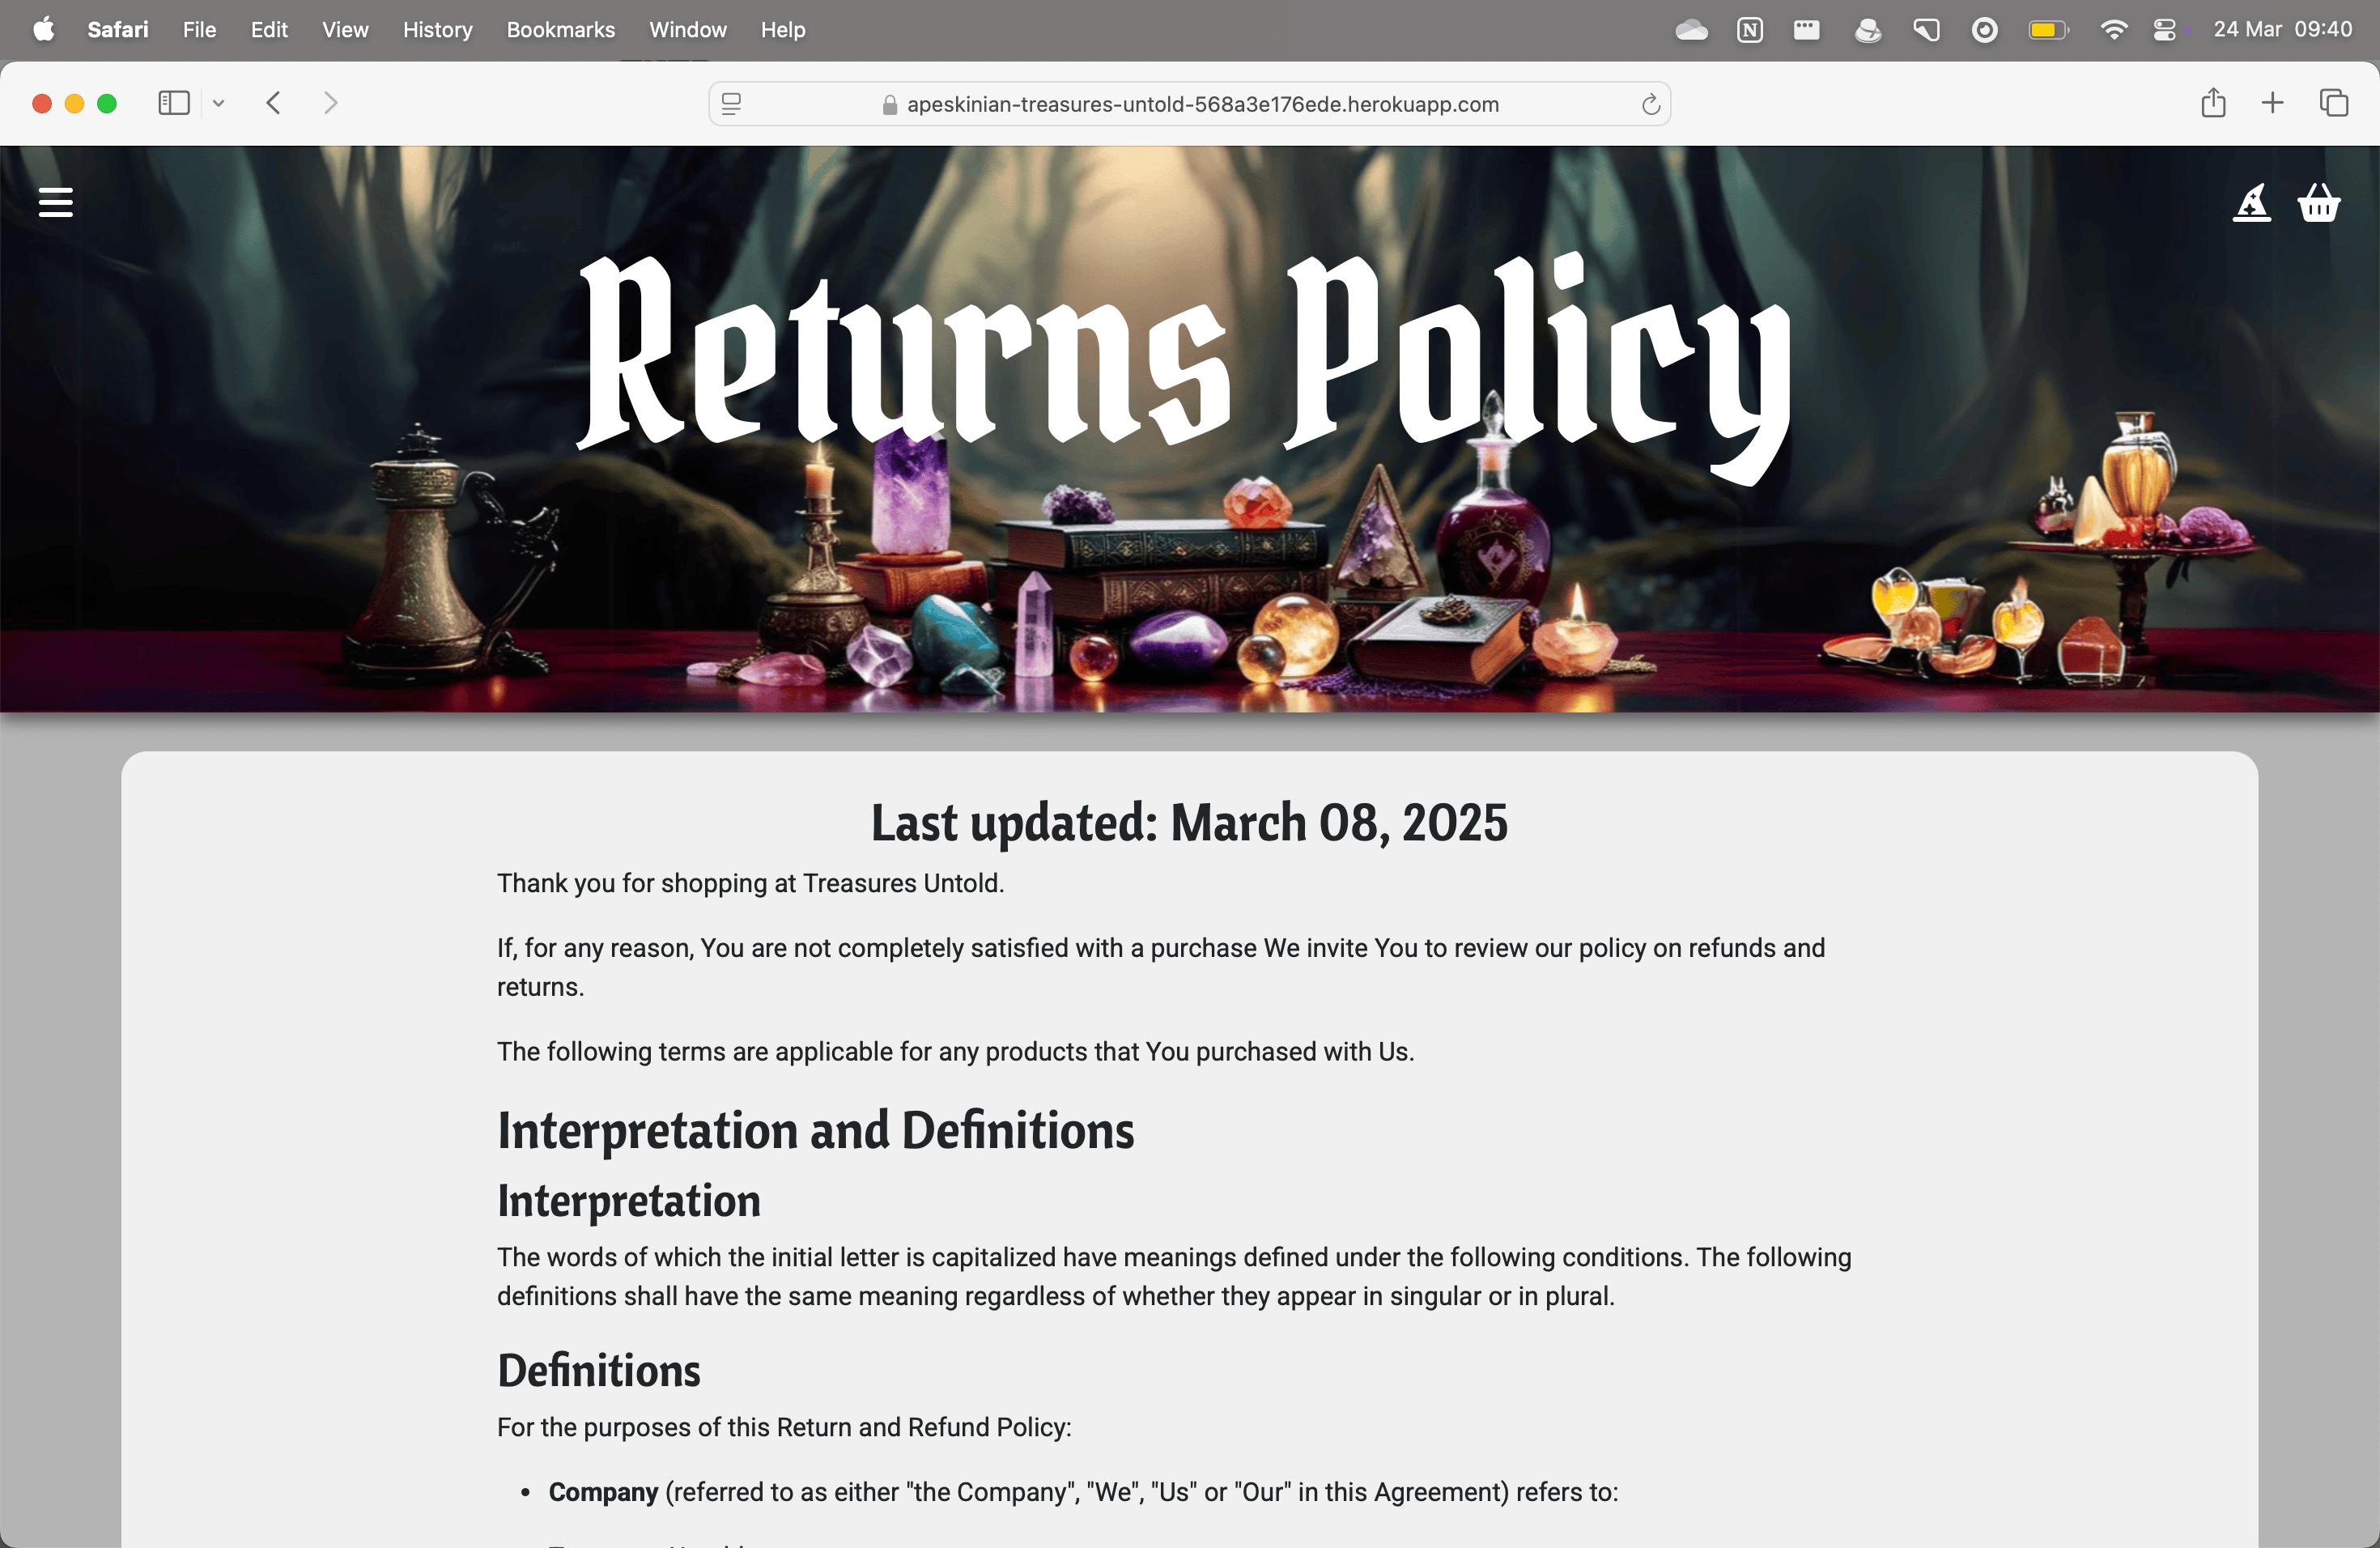 Safari File Edit View History Bookmarks Window Help 24 Mar 09:40
apeskinian-treasures-untold-568a3e176ede.herokuapp.com
Returns Policy
Last updated: March 08, 2025
Thank you for shopping at Treasures Untold.
If, for any reason, You are not completely satisfied with a purchase We invite You to review our policy on refunds and
returns.
The following terms are applicable for any products that You purchased with Us.
Interpretation and Definitions
Interpretation
The words of which the initial letter is capitalized have meanings defined under the following conditions. The following
definitions shall have the same meaning regardless of whether they appear in singular or in plural.
Definitions
For the purposes of this Return and Refund Policy:
• Company (referred to as either "the Company", "We", "Us" or "Our" in this Agreement) refers to: